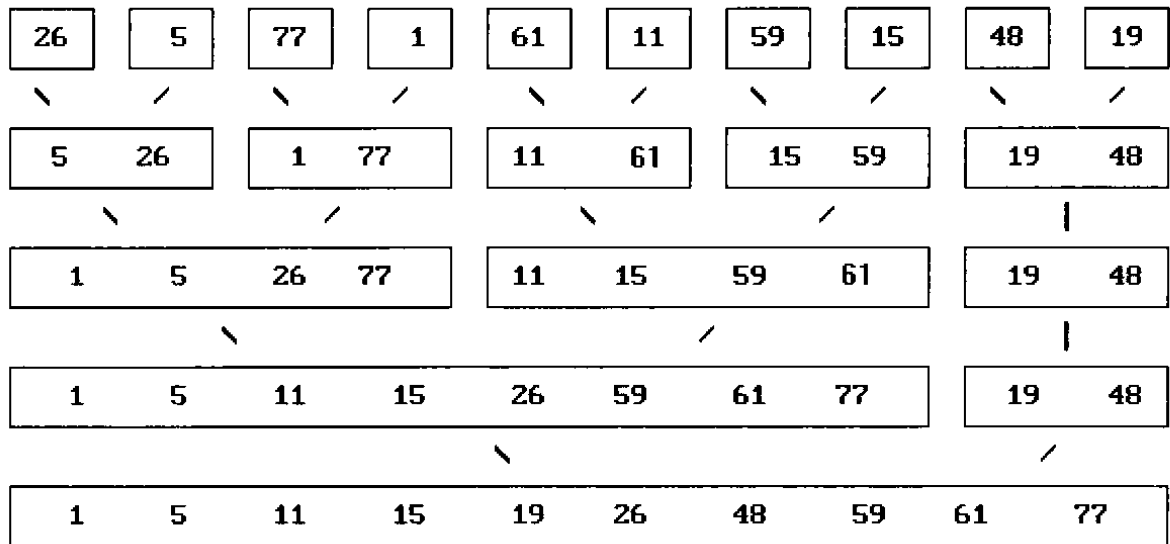 26 5 77 1 61 11 59 15 48 19
5 26 1 77 11 61 15 59 19 48
1 5 26 77 11 15 59 61 19 48
1 5 11 15 26 59 61 77 19 48
1 5 11 15 19 26 48 59 61 77